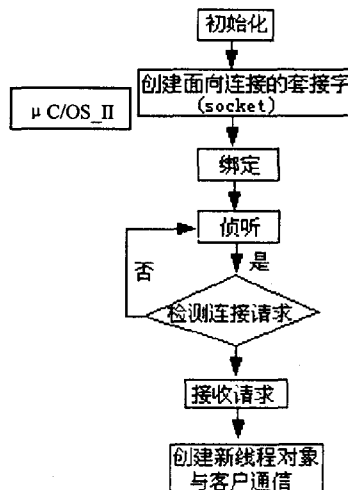 初始化
创建面向连接的套接字
(socket)
μC/OS_II
绑定
侦听
否
是
检测连接请求
接收请求
创建新线程对象
与客户通信